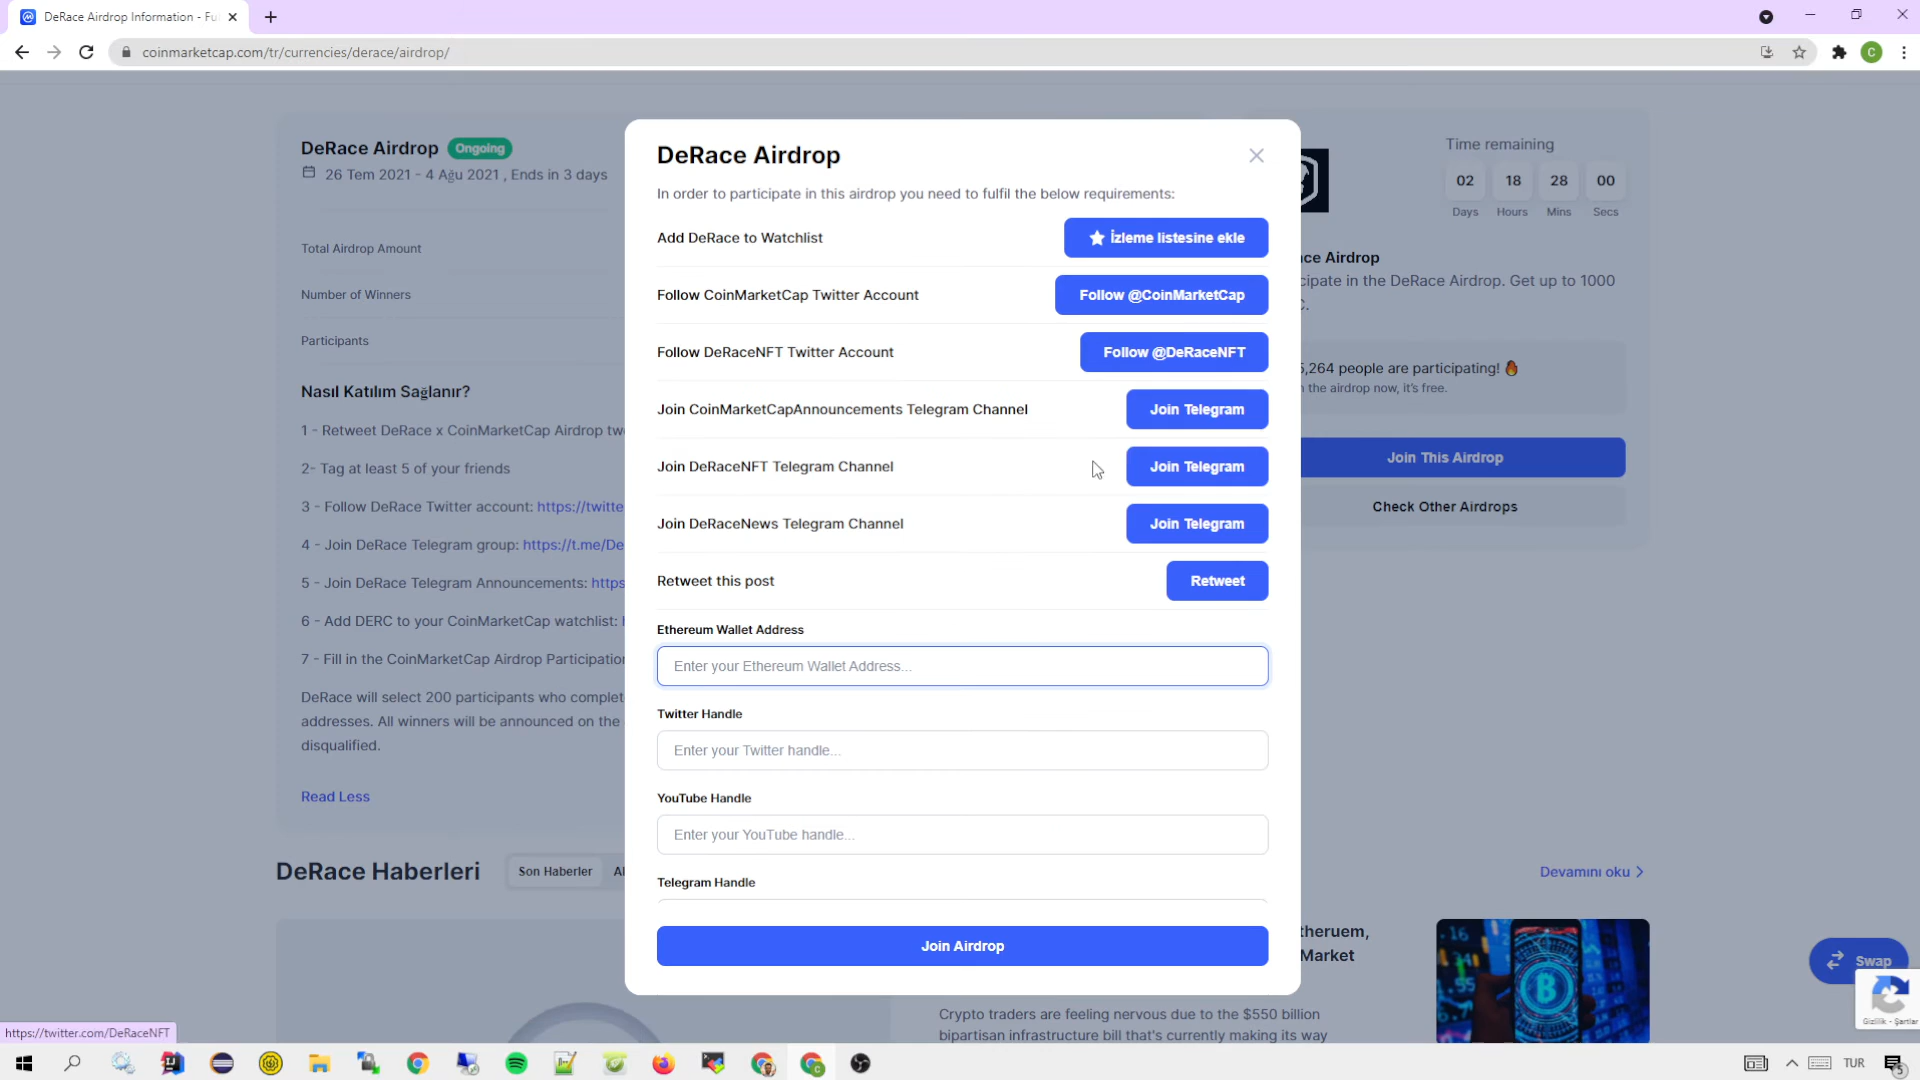 DeRace Airdrop Information - Fu
coinmarketcap.com/tr/currencies/derace/airdrop/
C
DeRace Airdrop Ongoing
26 Tem 2021 - 4 Ağu 2021 , Ends in 3 days
Total Airdrop Amount
Number of Winners
Participants
Nasıl Katılım Sağlanır?
1 - Retweet DeRace x CoinMarketCap Airdrop
2- Tag at least 5 of your friends
3 - Follow DeRace Twitter account: https://twitte
4 - Join DeRace Telegram group: https://t.me/De
5 - Join DeRace Telegram Announcements: https
6 - Add DERC to your CoinMarketCap watchlist:
7 - Fill in the CoinMarketCap Airdrop Participation
DeRace will select 200 participants who complet
addresses. All winners will be announced on the
disqualified.
Read Less
DeRace Haberleri
Son Haberler
Al
DeRace Airdrop
In order to participate in this airdrop you need to fulfil the below requirements:
Add DeRace to Watchlist
İzleme listesine ekle
Follow CoinMarketCap Twitter Account
Follow @CoinMarketCap
Follow DeRaceNFT Twitter Account
Follow @DeRaceNFT
Join CoinMarketCapAnnouncements Telegram Channel
Join Telegram
Join DeRaceNFT Telegram Channel
Join Telegram
Join DeRaceNews Telegram Channel
Join Telegram
Retweet this post
Retweet
Ethereum Wallet Address
Enter your Ethereum Wallet Address...
Twitter Handle
Enter your Twitter handle...
YouTube Handle
Enter your YouTube handle...
Telegram Handle
Join Airdrop
Time remaining
02 18 28 00
Days Hours Mins Secs
ce Airdrop
cipate in the DeRace Airdrop. Get up to 1000
C.
5,264 people are participating!
the airdrop now, it's free.
Join This Airdrop
Check Other Airdrops
Devamını oku
theruem,
Market
Crypto traders are feeling nervous due to the $550 billion
bipartisan infrastructure bill that's currently making its way
Swap
Gizlilik - Şartlar
https://twitter.com/DeRaceNFT
TUR
5